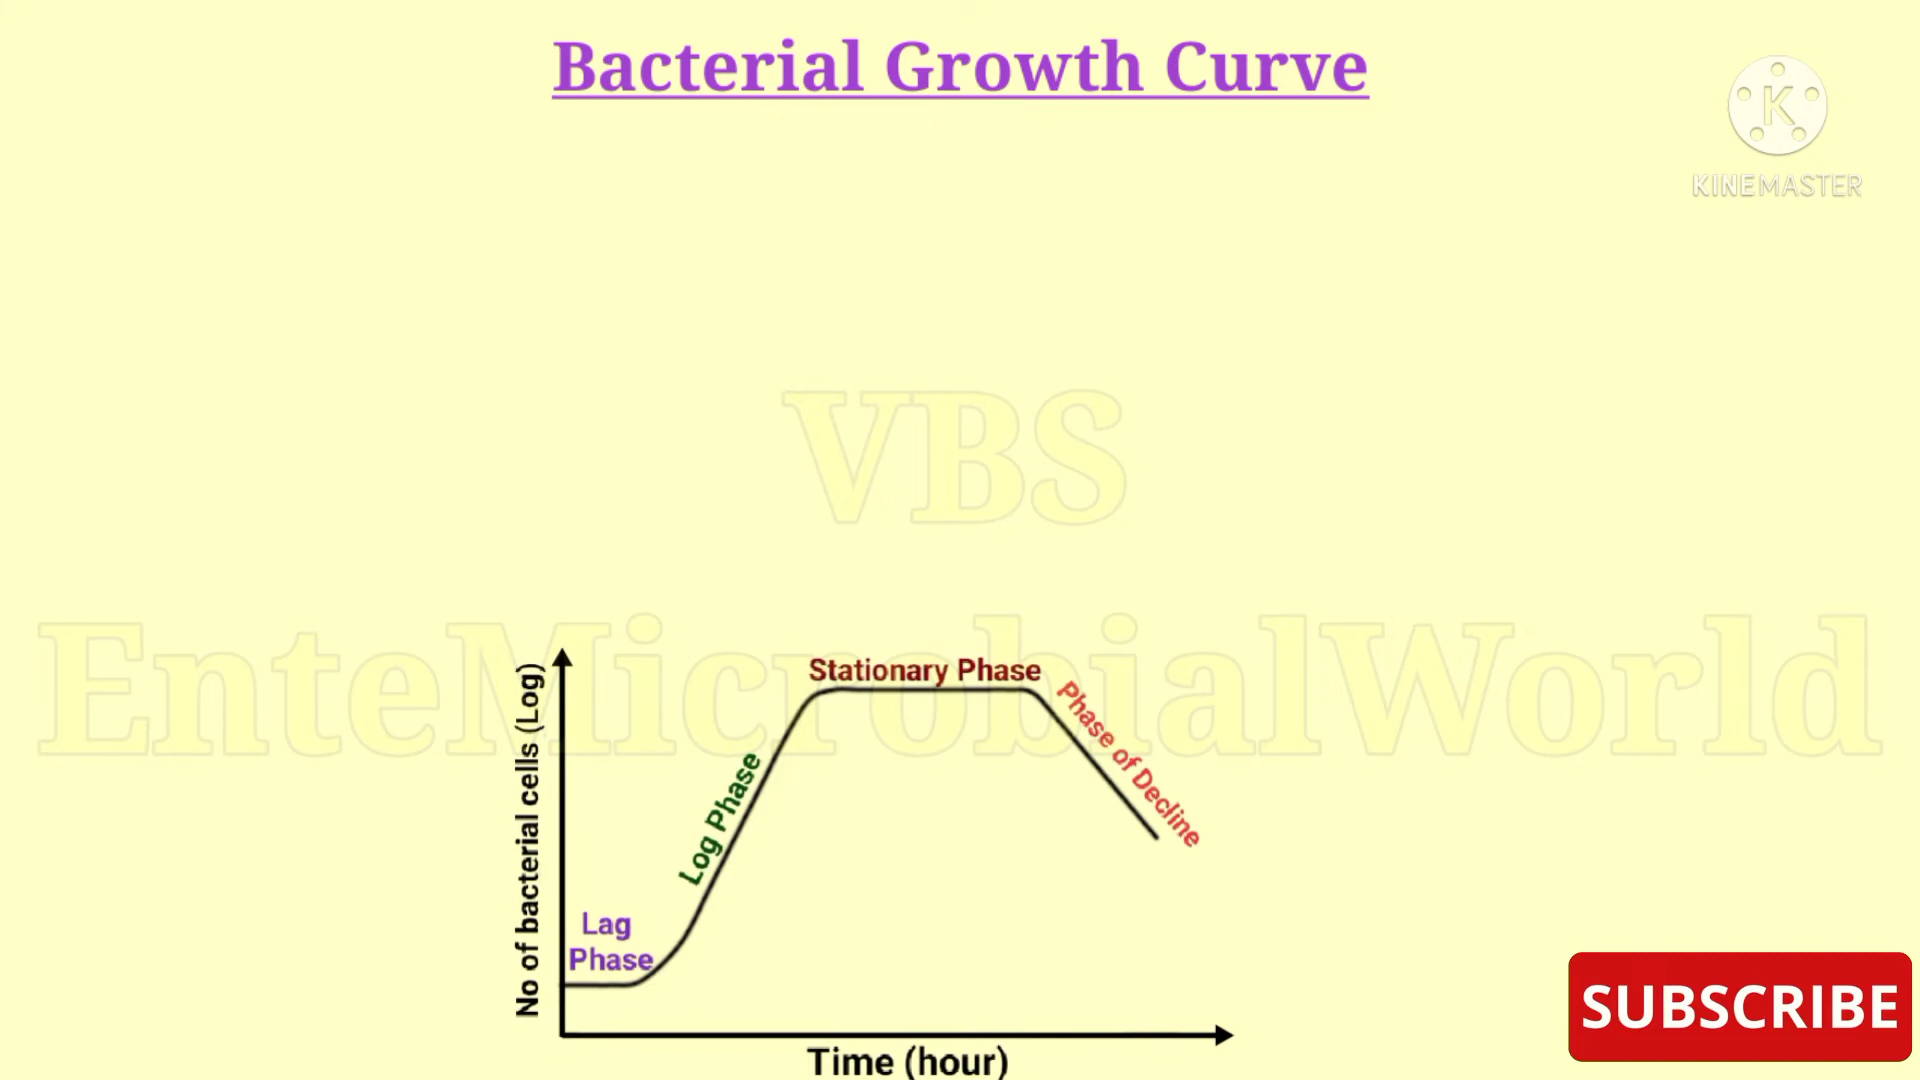 Bacterial Growth Curve
K
KINEMASTER
VBS
EnteMicrobialWorld
No of bacterial cells (Log)
Stationary Phase
Phase of Decline
Log Phase
Lag
Phase
SUBSCRIBE
Time (hour)